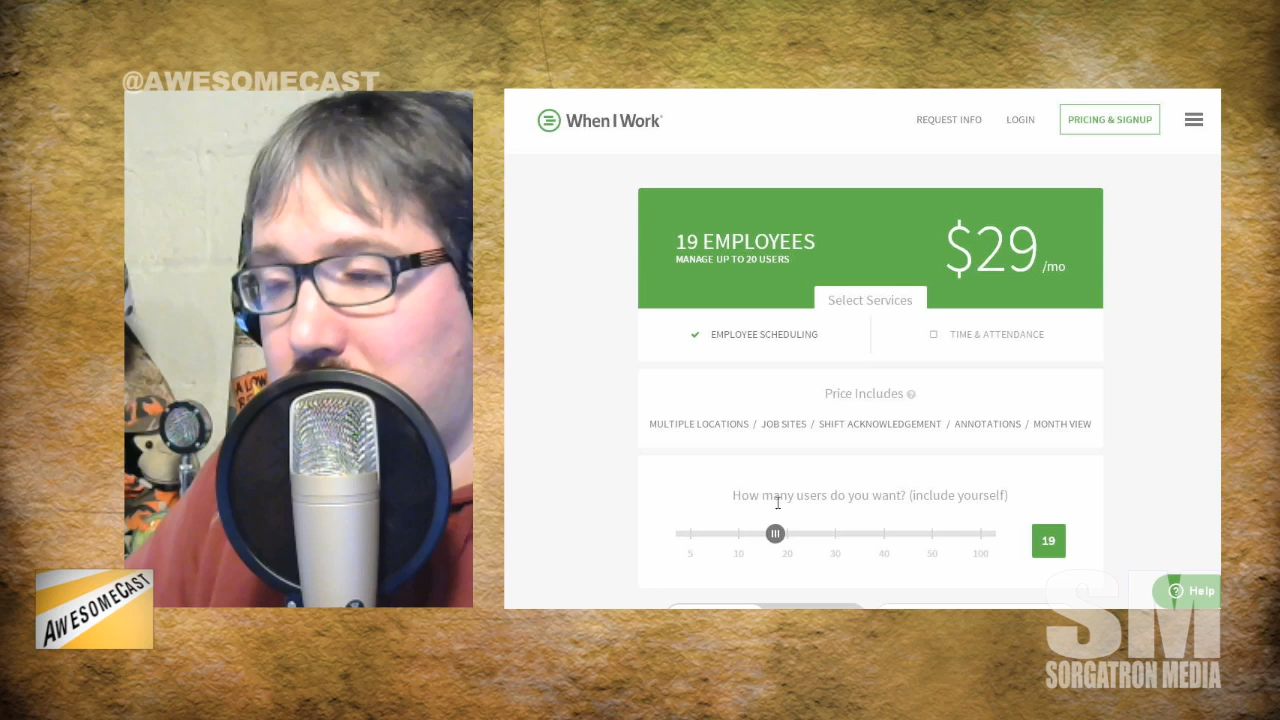 @AWESOMECAST
When I Work
REQUEST INFO
LOGIN
PRICING & SIGNUP
19 EMPLOYEES
MANAGE UP TO 20 USERS
$29 /mo
Select Services
EMPLOYEE SCHEDULING
TIME & ATTENDANCE
Price Includes
MULTIPLE LOCATIONS / JOB SITES / SHIFT ACKNOWLEDGEMENT / ANNOTATIONS / MONTH VIEW
How many users do you want? (include yourself)
19
5 10 20 30 40 50 100
Help
AWESOMECAST
SM
SORGATRON MEDIA